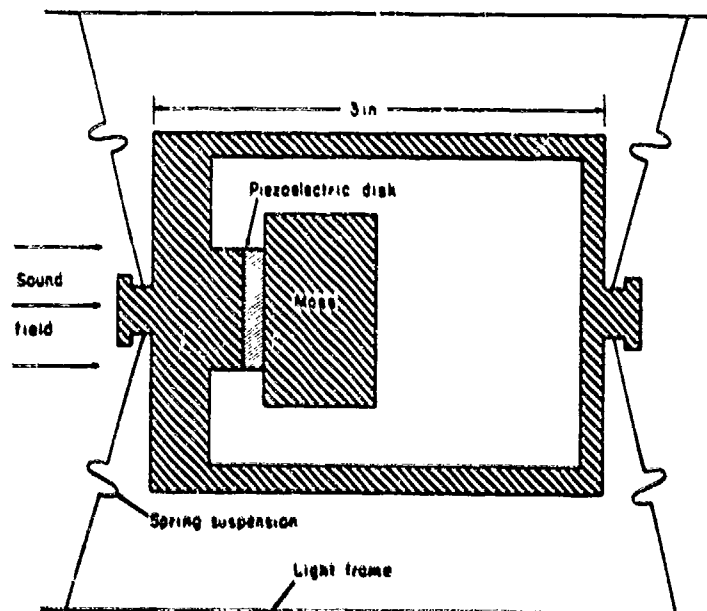 3 in
Piezoelectric disk
Sound
Mass
field
Spring suspension
Light frame